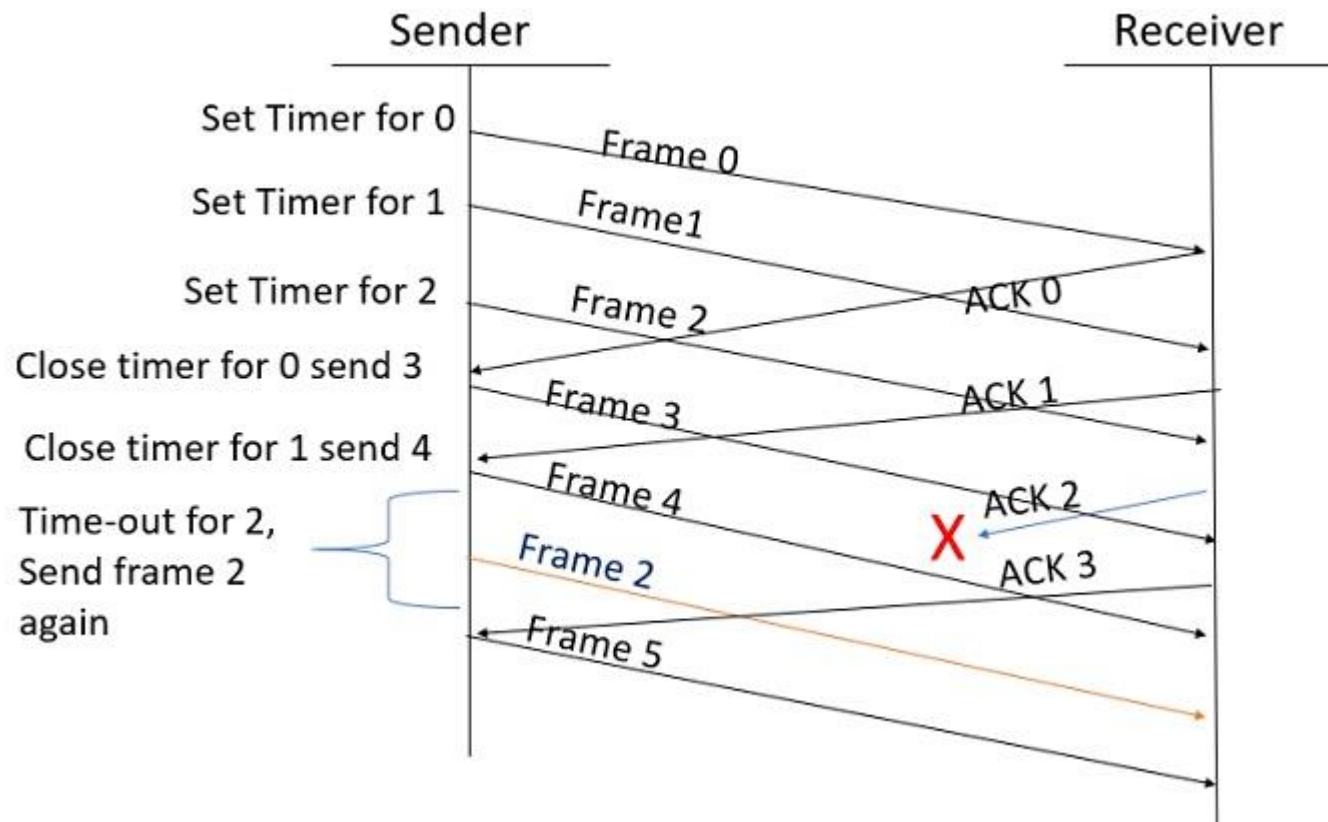 Sender
Receiver
Set Timer for 0
Frame 0
Set Timer for 1
Frame1
Set Timer for 2
Frame 2
ACK 0
Close timer for 0 send 3
Frame 3
ACK 1
Close timer for 1 send 4
Frame 4
ACK 2
X
Time-out for 2,
Send frame 2
again
Frame 2
ACK 3
Frame 5